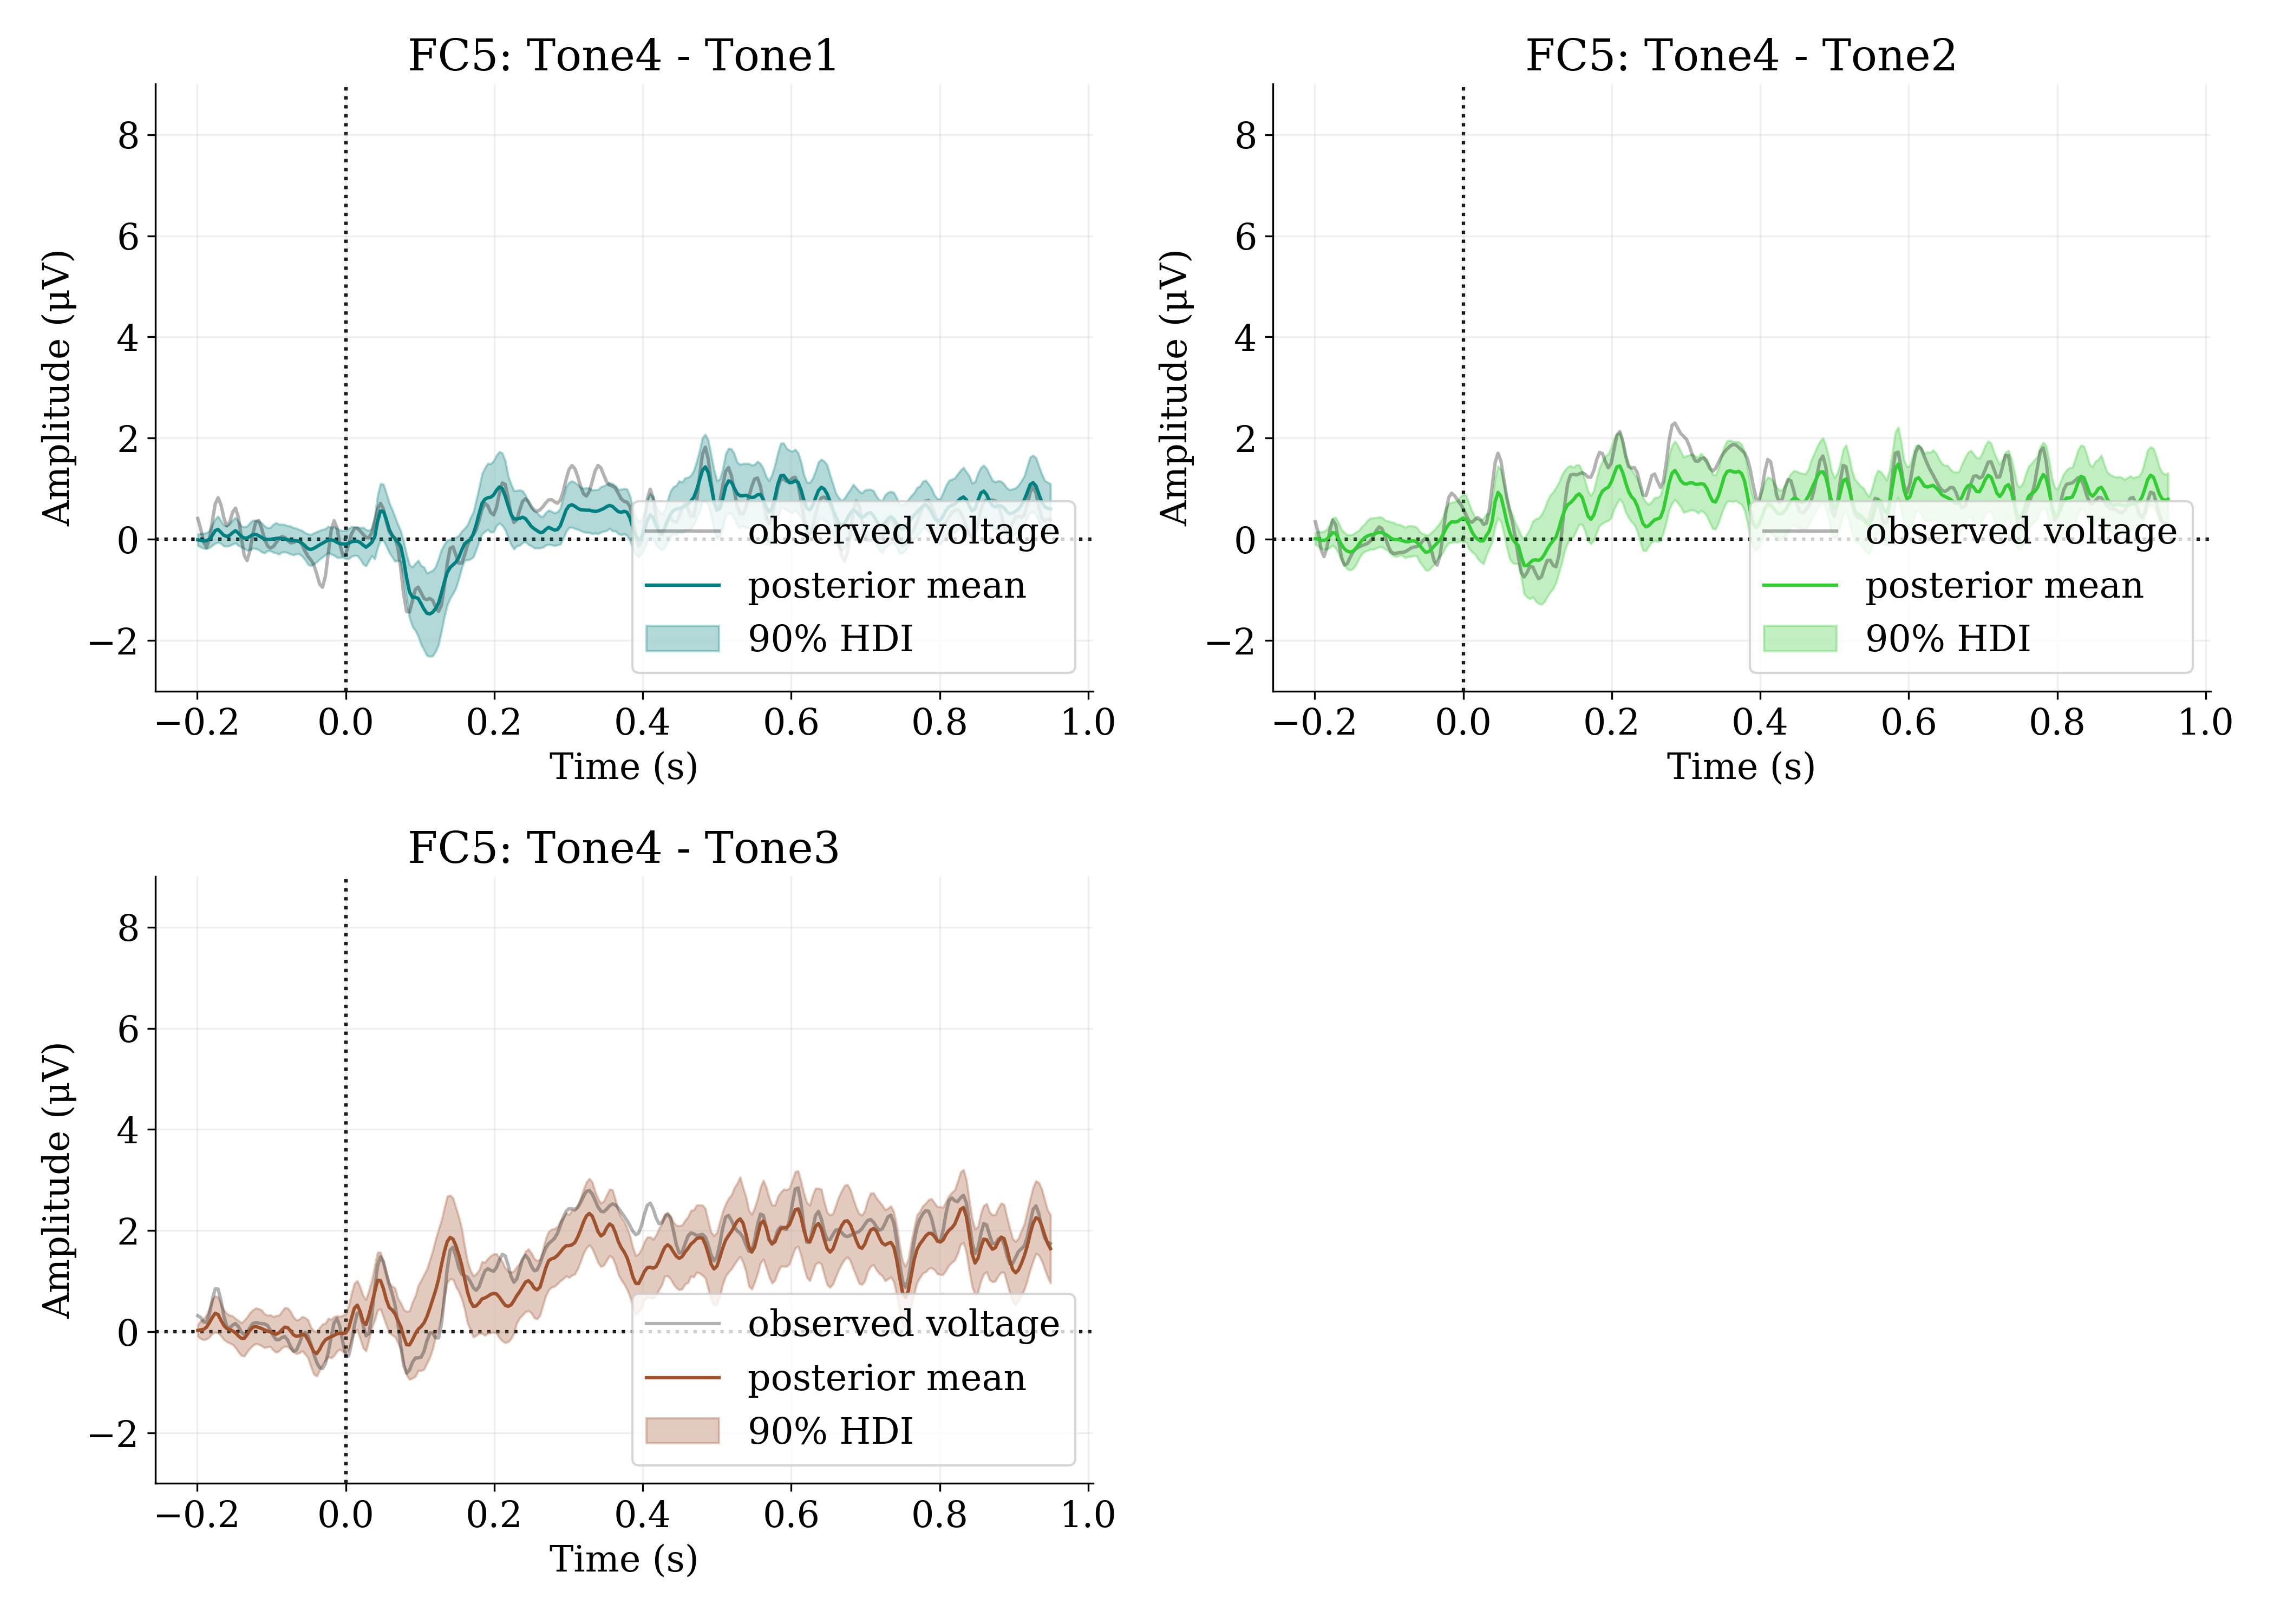 FC5: Tone4 - Tone1
Amplitude (μV)
8
6
4
2
0
−2
observed voltage
posterior mean
90% HDI
−0.2 0.0 0.2 0.4 0.6 0.8 1.0
Time (s)
FC5: Tone4 - Tone2
Amplitude (μV)
8
6
4
2
0
−2
observed voltage
posterior mean
90% HDI
−0.2 0.0 0.2 0.4 0.6 0.8 1.0
Time (s)
FC5: Tone4 - Tone3
Amplitude (μV)
8
6
4
2
0
−2
observed voltage
posterior mean
90% HDI
−0.2 0.0 0.2 0.4 0.6 0.8 1.0
Time (s)